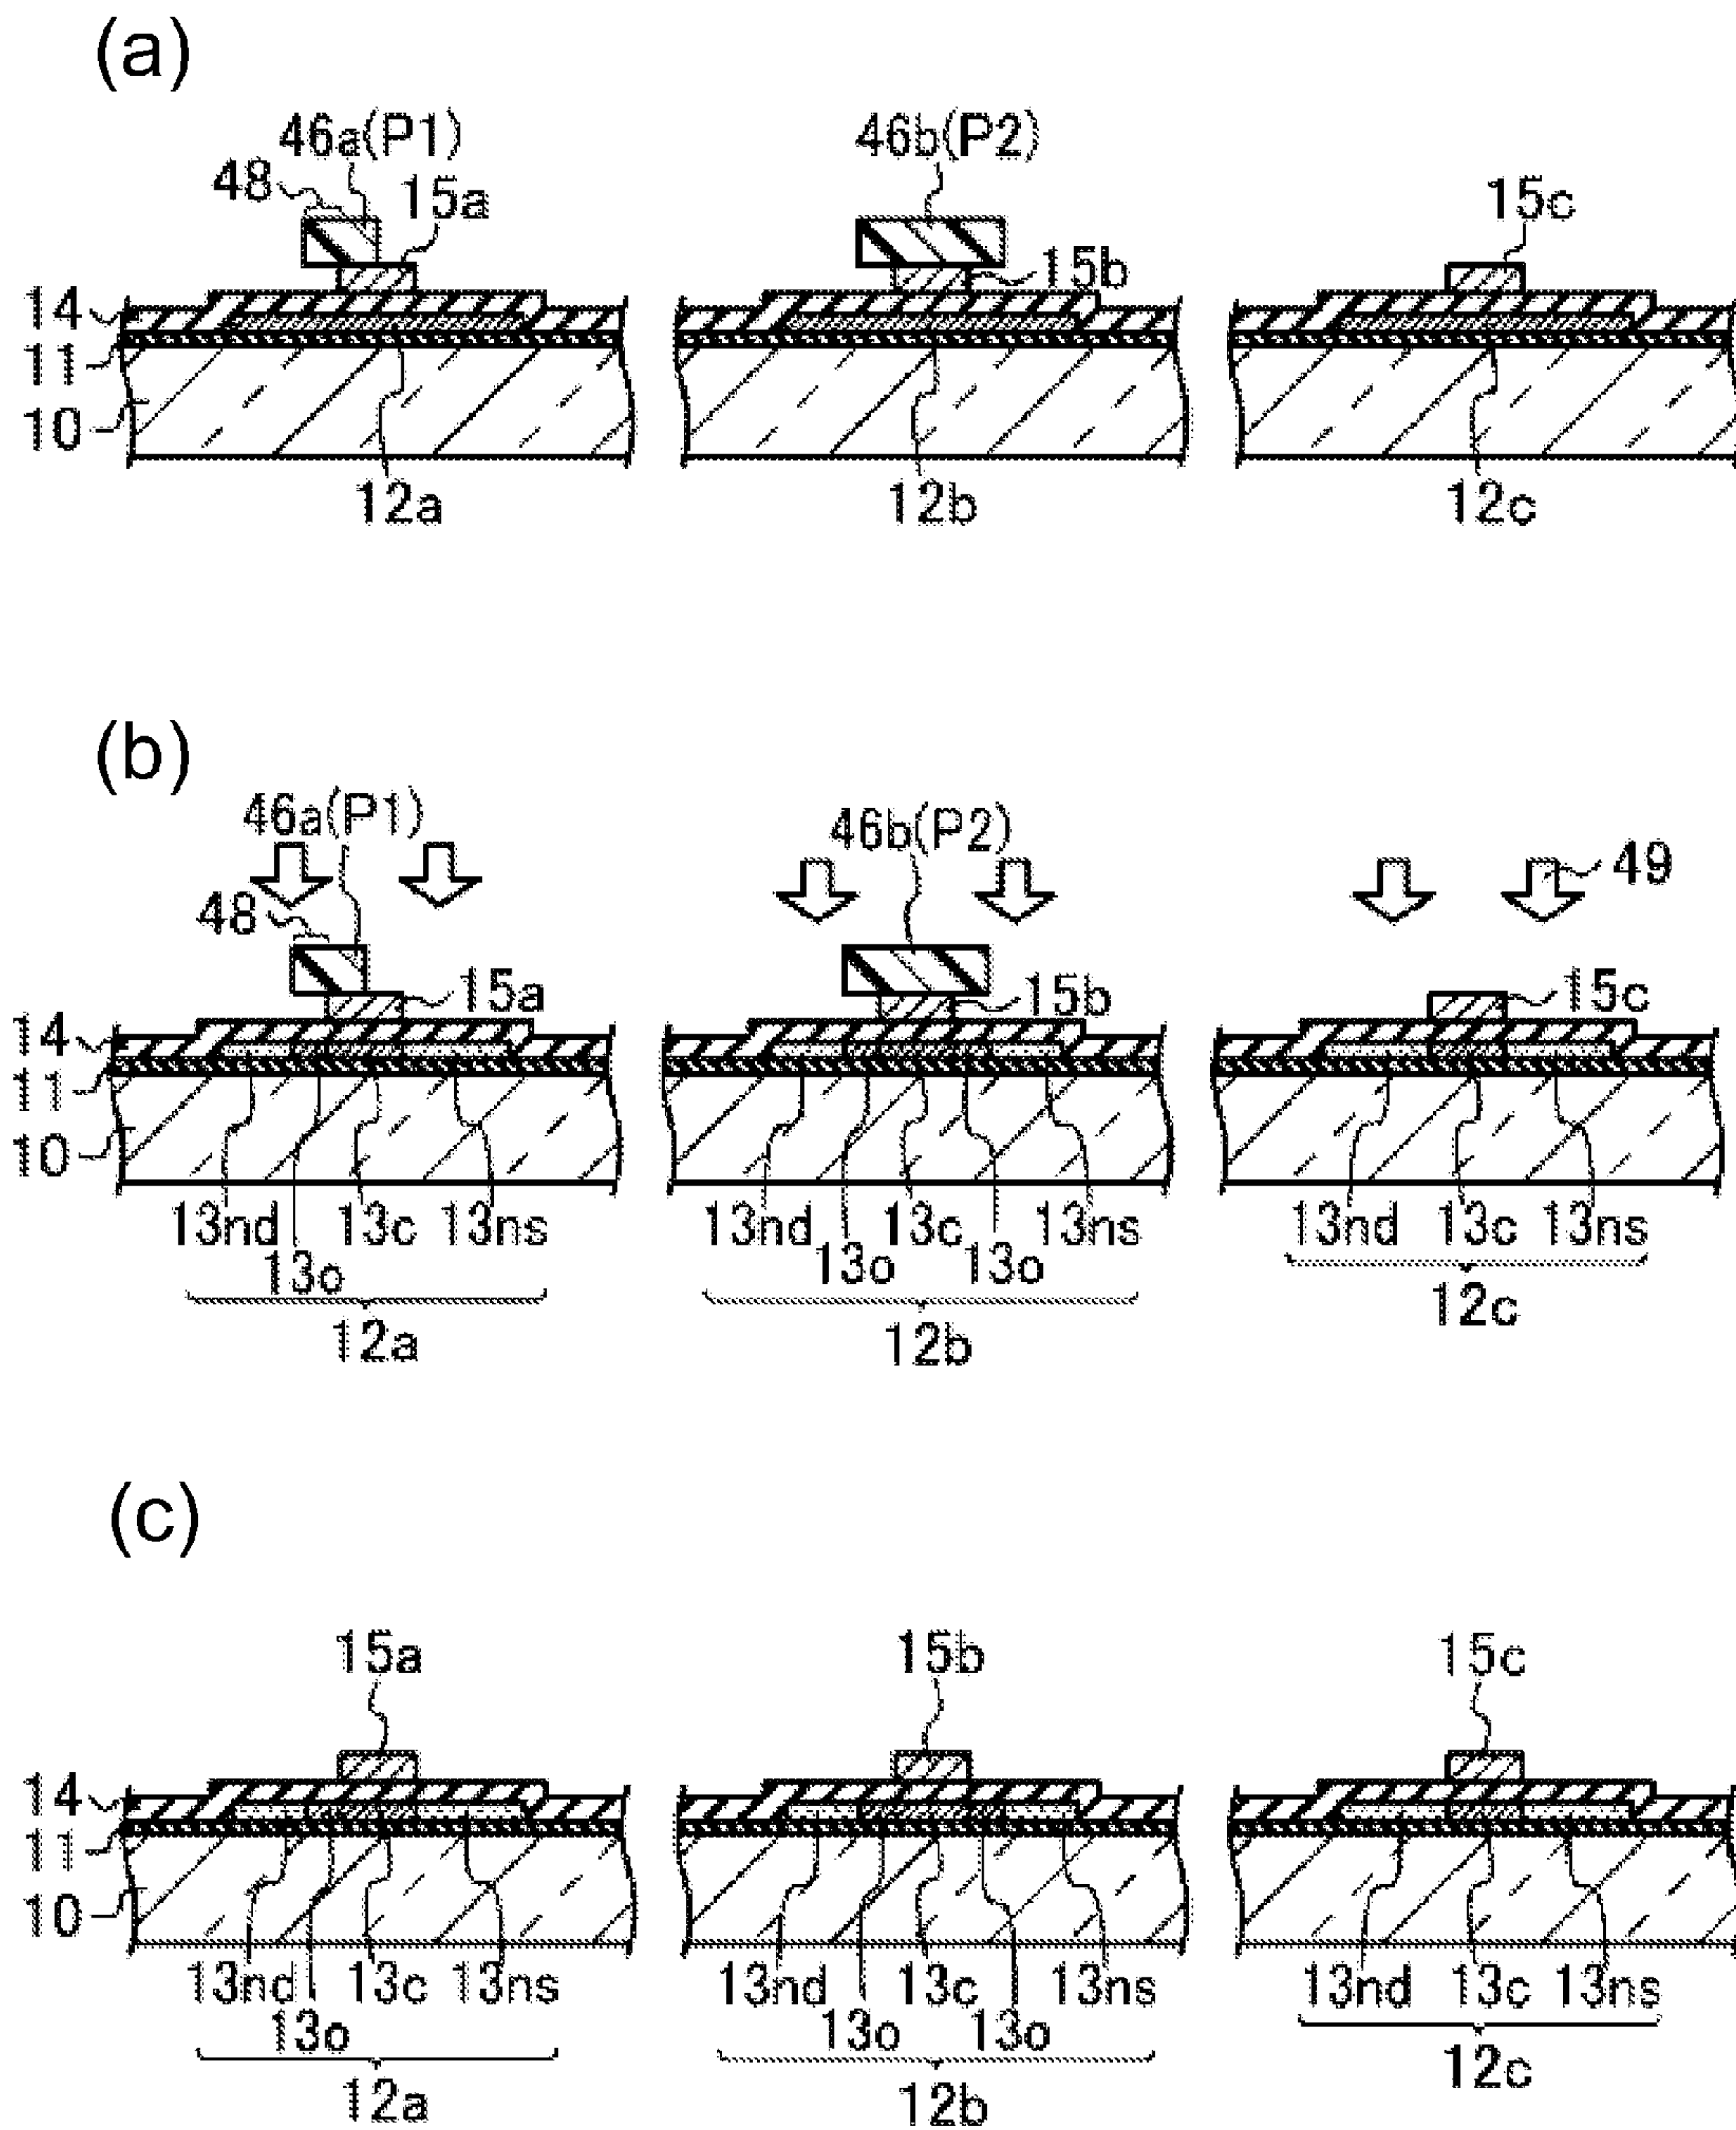 (a)
46a(P1) 46b(P2)
48 15a 15c
15b
14
11
10
12a 12b 12c
(b)
46a(P1) 46b(P2) 49
48
15a 15b 15c
14
11
10
13nd 13c 13ns 13nd 13c 13ns 13nd 13c 13ns
13o 13o 13o
12a 12b 12c
(c)
15a 15b 15c
14
11
10
13nd 13c 13ns 13nd 13c 13ns 13nd 13c 13ns
13o 13o 13o
12a 12b 12c